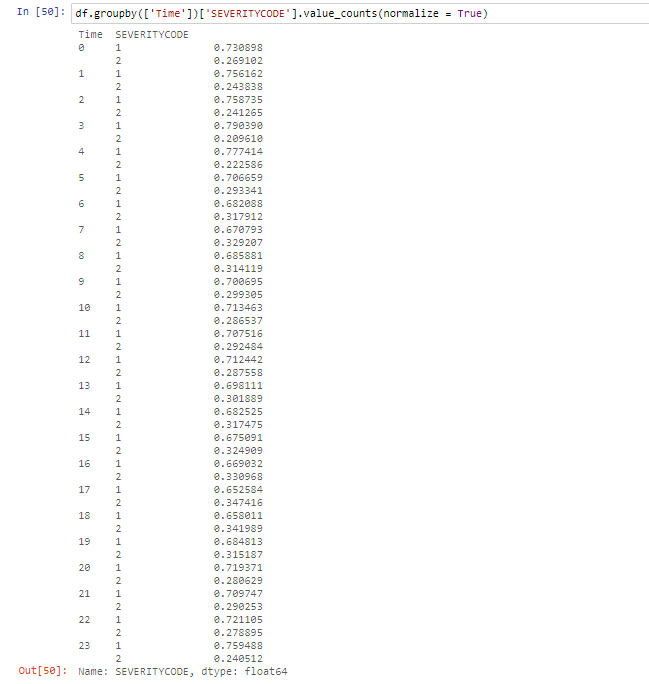 In [50]: df.groupby(['Time'])['SEVERITYCODE'].value_counts(normalize = True)
Time SEVERITYCODE
0 1 0.730898
2 0.269102
1 1 0.756162
2 0.243838
2 1 0.758735
2 0.241265
3 1 0.790390
2 0.209610
4 1 0.777414
2 0.222586
5 1 0.706659
2 0.293341
6 1 0.682088
2 0.317912
7 1 0.670793
2 0.329207
8 1 0.685881
2 0.314119
9 1 0.700695
2 0.299305
10 1 0.713463
2 0.286537
11 1 0.707516
2 0.292484
12 1 0.712442
2 0.287558
13 1 0.698111
2 0.301889
14 1 0.682525
2 0.317475
15 1 0.675091
2 0.324909
16 1 0.669032
2 0.330968
17 1 0.652584
2 0.347416
18 1 0.658011
2 0.341989
19 1 0.684813
2 0.315187
20 1 0.719371
2 0.280629
21 1 0.709747
2 0.290253
22 1 0.721105
2 0.278895
23 1 0.759488
2 0.240512
Out[50]: Name: SEVERITYCODE, dtype: float64